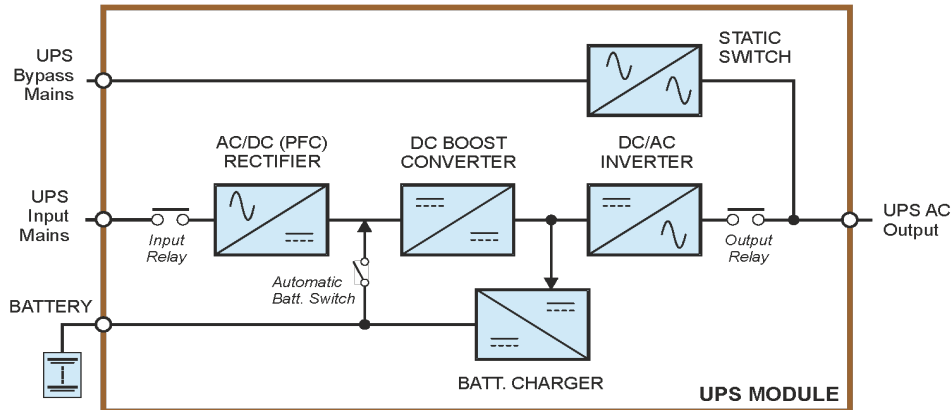 STATIC
SWITCH
UPS
Bypass
Mains
AC/DC (PFC)
RECTIFIER
DC BOOST
CONVERTER
DC/AC
INVERTER
UPS
Input
Mains
Input
Relay
Automatic
Batt. Switch
Output
Relay
UPS AC
Output
BATTERY
BATT. CHARGER
UPS MODULE